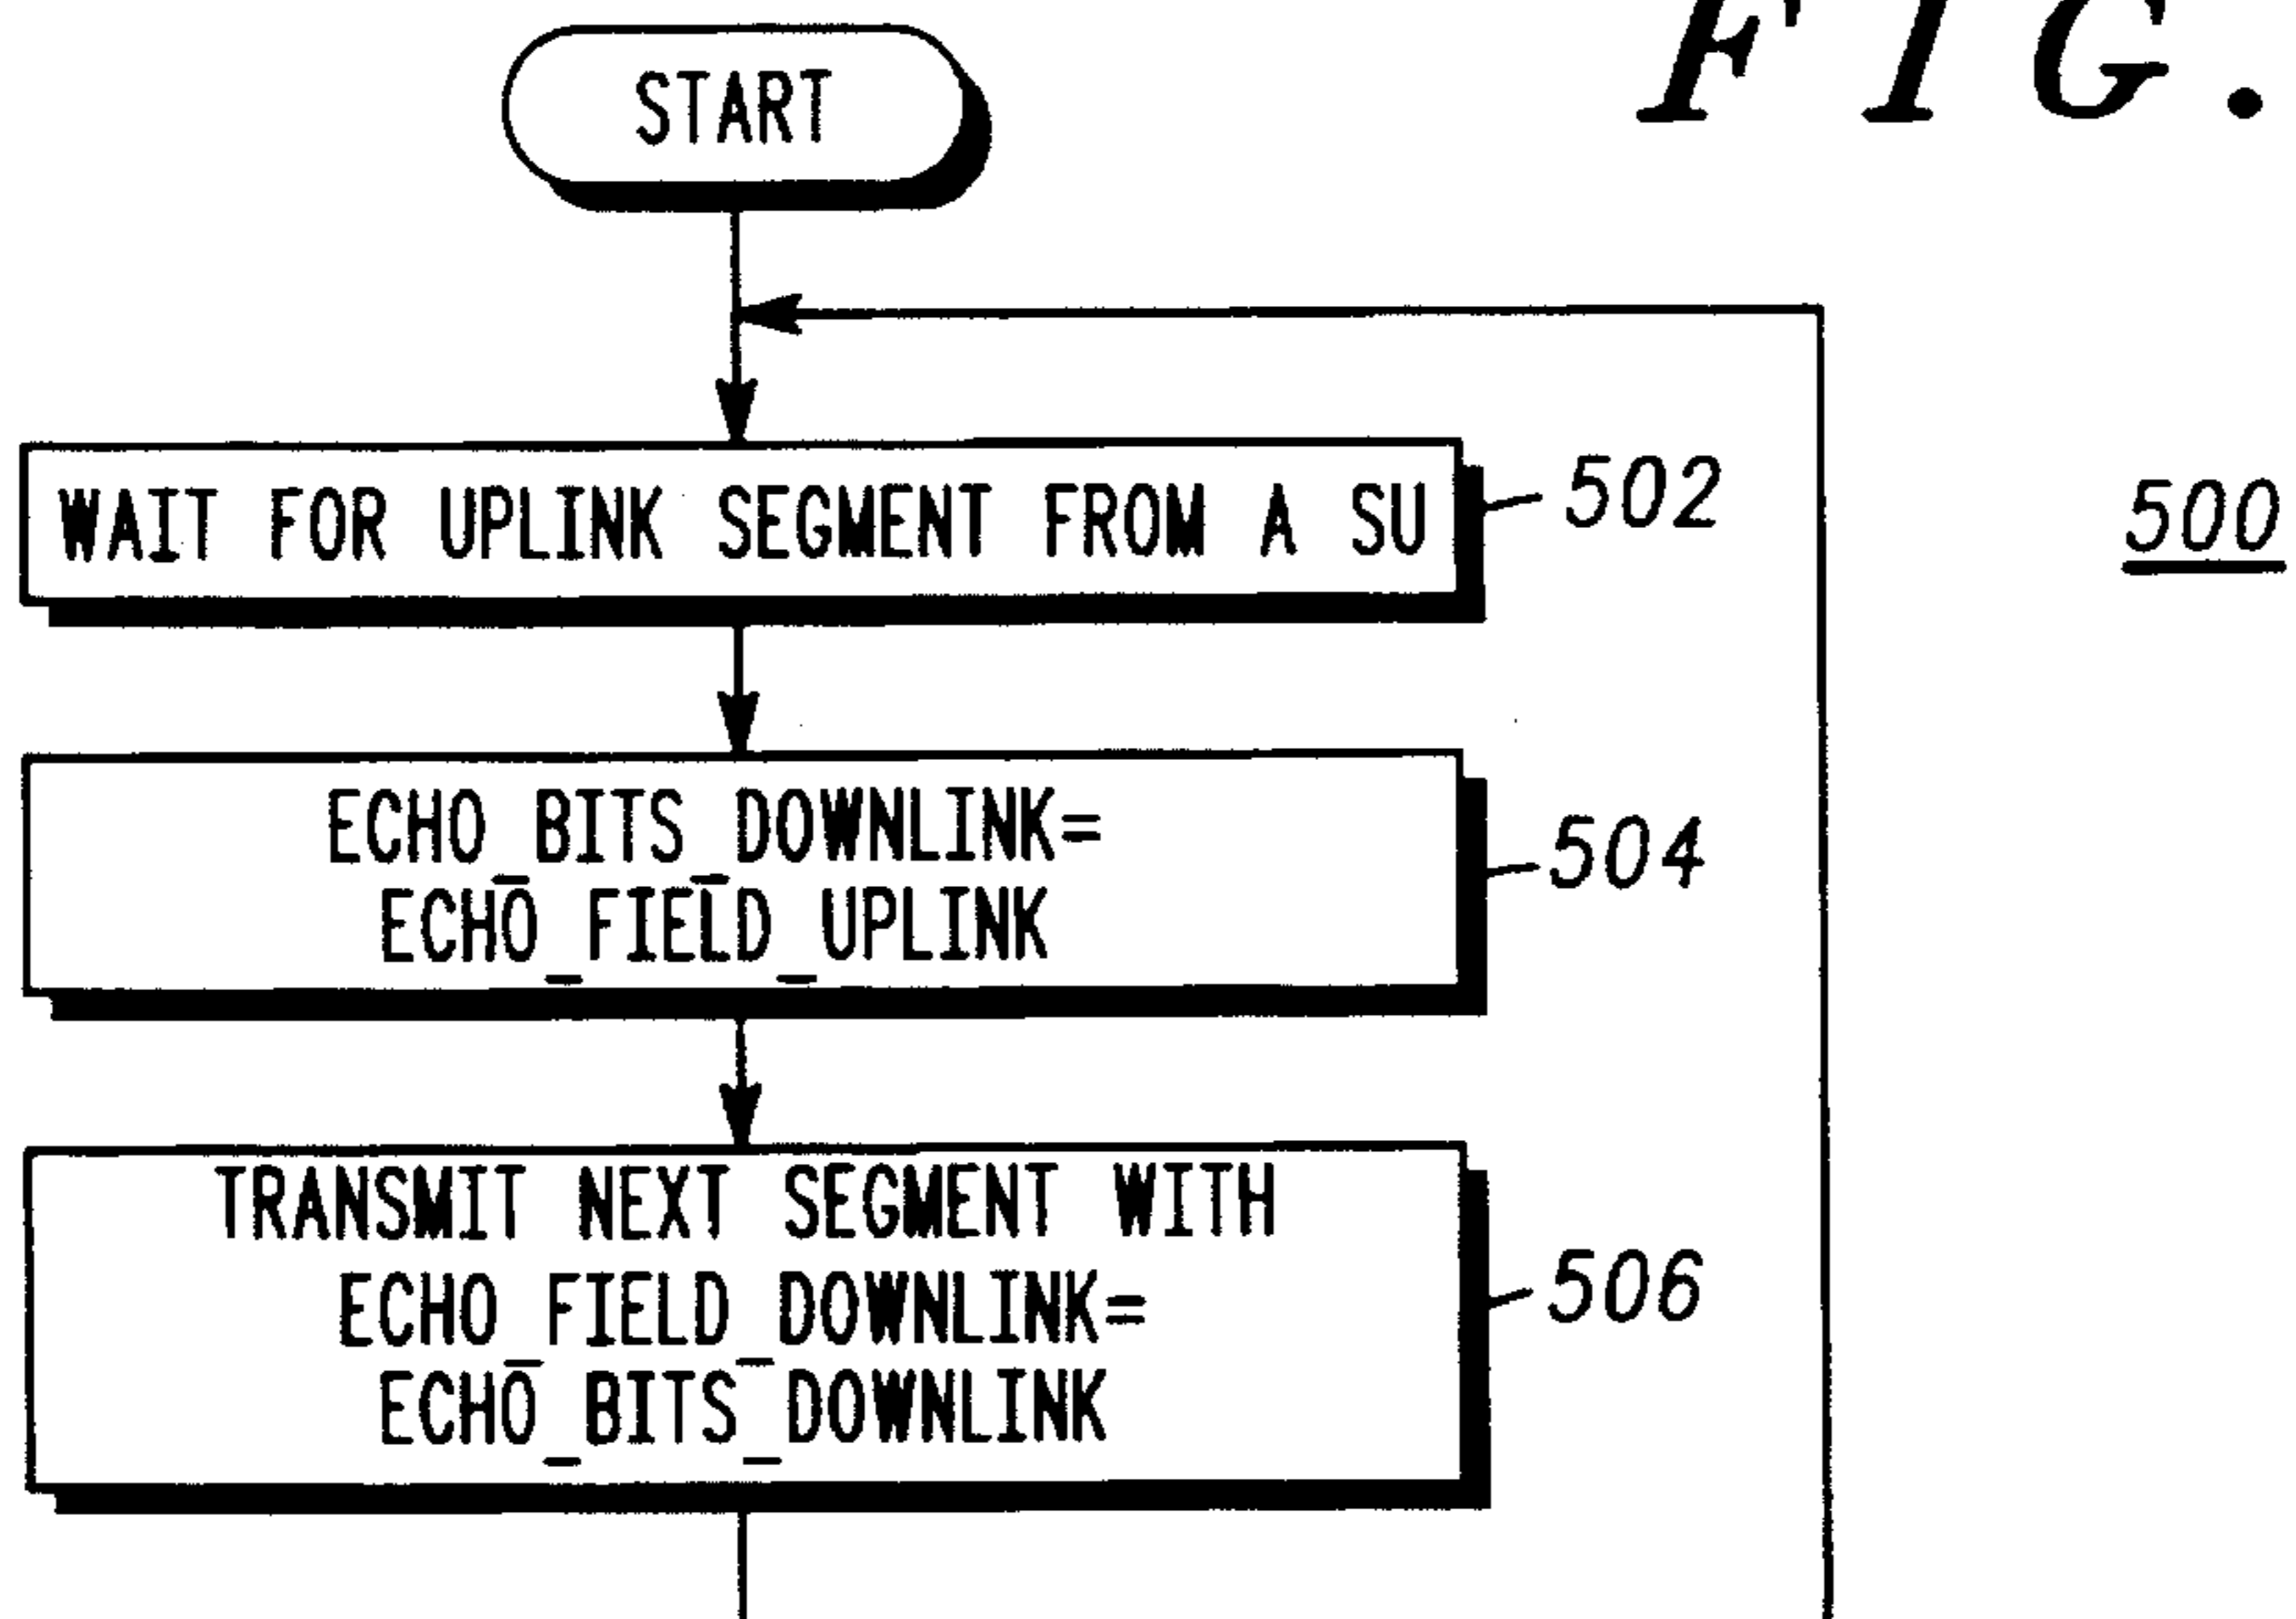 FIG.
START
WAIT FOR UPLINK SEGMENT FROM A SU
502
500
ECHO_BITS_DOWNLINK=
ECHO_FIELD_UPLINK
504
TRANSMIT NEXT SEGMENT WITH
ECHO_FIELD_DOWNLINK=
ECHO_BITS_DOWNLINK
506